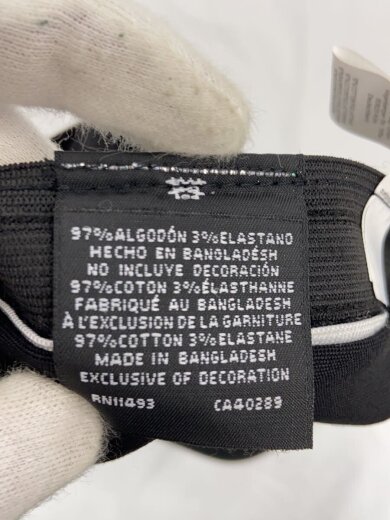 97%ALGODÓN 3%ELASTANO
HECHO EN BANGLADÉSH
NO INCLUYE DECORACIÓN
97%COTON 3%ÉLASTHANNE
FABRIQUÉ AU BANGLADESH
À L'EXCLUSION DE LA GARNITURE
97%COTTON 3%ELASTANE
MADE IN BANGLADESH
EXCLUSIVE OF DECORATION
RN11493 CA40289